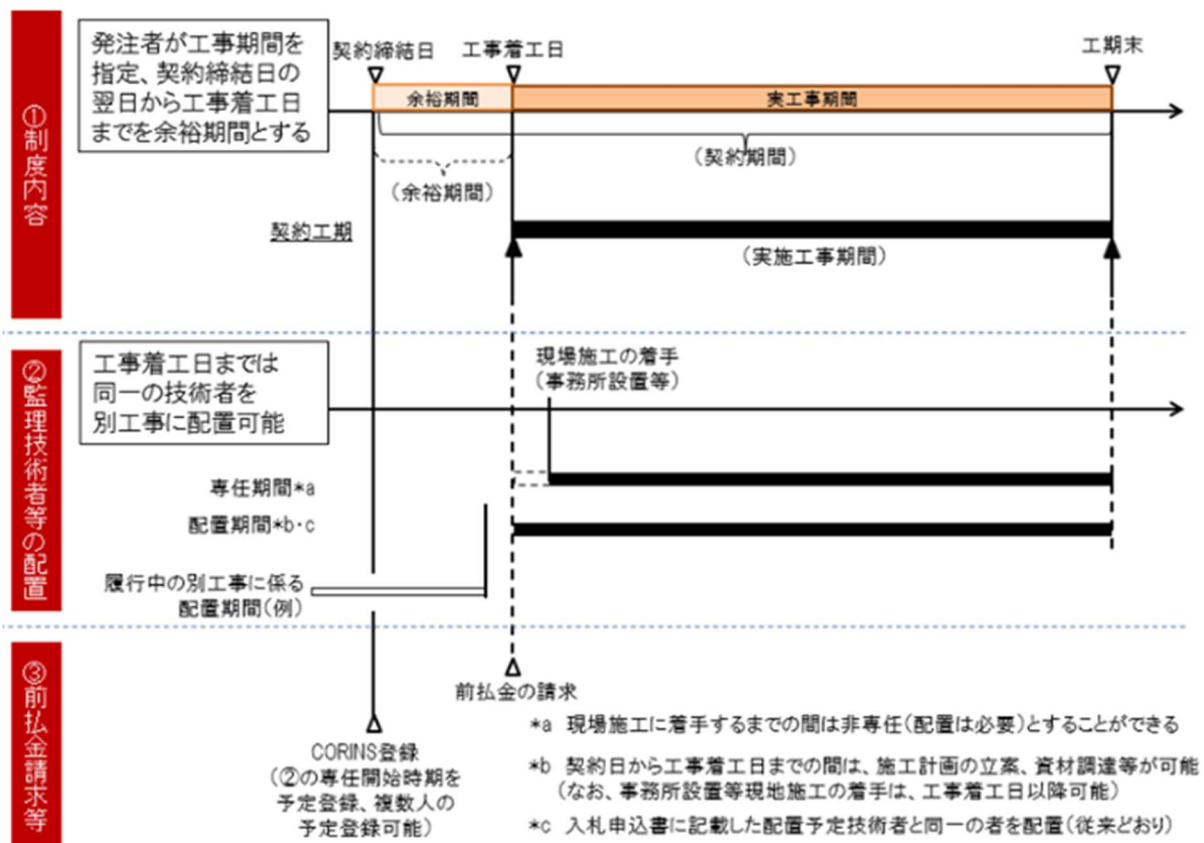 ①制度内容
発注者が工事期間を
指定、契約締結日の
翌日から工事着工日
までを余裕期間とする
契約締結日
工事着工日
工期末
余裕期間
実工事期間
(契約期間)
(余裕期間)
契約工期
(実施工事期間)
②監理技術者等の配置
工事着工日までは
同一の技術者を
別工事に配置可能
現場施工の着手
(事務所設置等)
専任期間*a
配置期間*b・c
履行中の別工事に係る
配置期間(例)
③前払金請求等
前払金の請求
CORINS登録
(②の専任開始時期を
予定登録、複数人の
予定登録可能)
*a 現場施工に着手するまでの間は非専任(配置は必要)とすることができる
*b 契約日から工事着工日までの間は、施工計画の立案、資材調達等が可能
(なお、事務所設置等現地施工の着手は、工事着工日以降可能)
*c 入札申込書に記載した配置予定技術者と同一の者を配置(従来どおり)